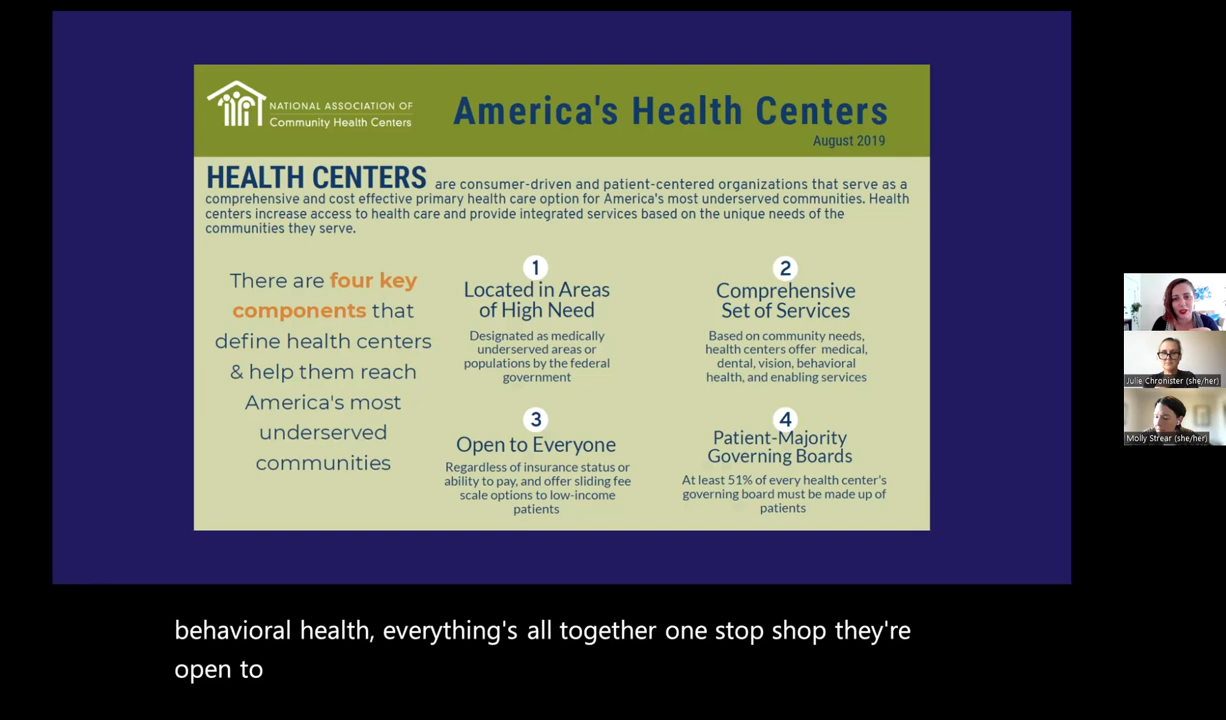 NATIONAL ASSOCIATION OF
Community Health Centers
America's Health Centers
August 2019
HEALTH CENTERS are consumer-driven and patient-centered organizations that serve as a
comprehensive and cost effective primary health care option for America's most underserved communities. Health
centers increase access to health care and provide integrated services based on the unique needs of the
communities they serve.
There are four key
components that
define health centers
& help them reach
America's most
underserved
communities
1
Located in Areas
of High Need
Designated as medically
underserved areas or
populations by the federal
government
2
Comprehensive
Set of Services
Based on community needs,
health centers offer medical,
dental, vision, behavioral
health, and enabling services
3
Open to Everyone
Regardless of insurance status or
ability to pay, and offer sliding fee
scale options to low-income
patients
4
Patient-Majority
Governing Boards
At least 51% of every health center's
governing board must be made up of
patients
Julie Chronister (she/her)
Molly Strear (she/her)
behavioral health, everything's all together one stop shop they're
open to